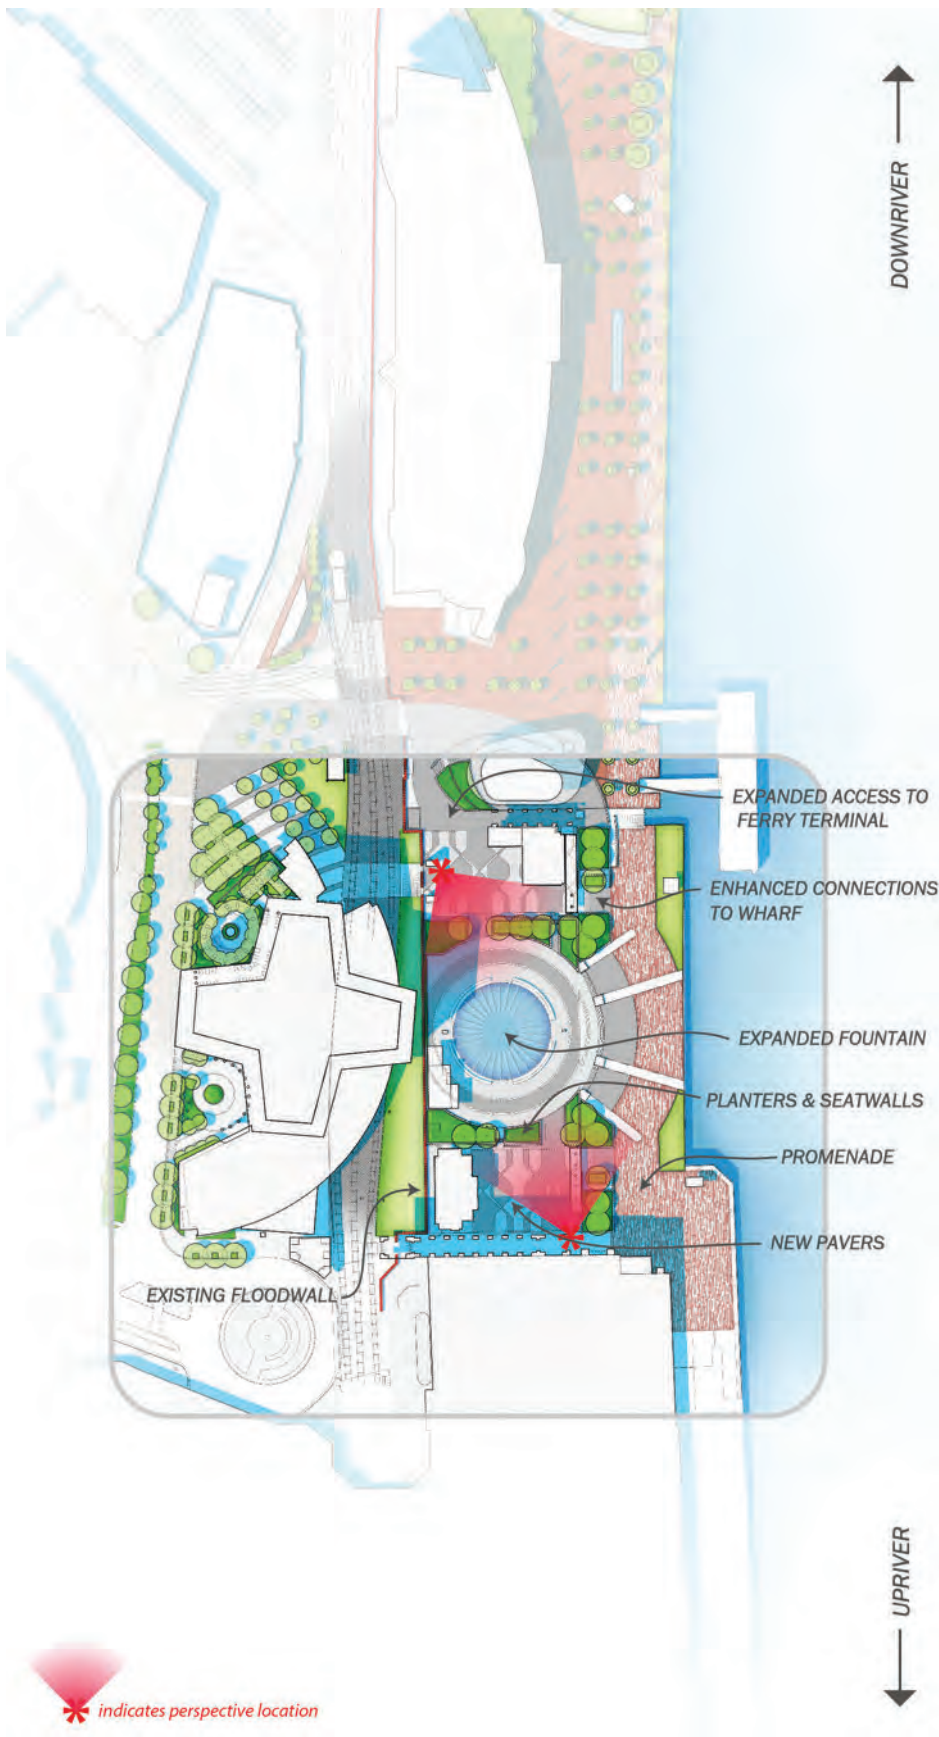 DOWNRIVER
EXPANDED ACCESS TO
FERRY TERMINAL
ENHANCED CONNECTIONS
TO WHARF
EXPANDED FOUNTAIN
PLANTERS & SEATWALLS
PROMENADE
NEW PAVERS
EXISTING FLOODWALL
UPRIVER
indicates perspective location